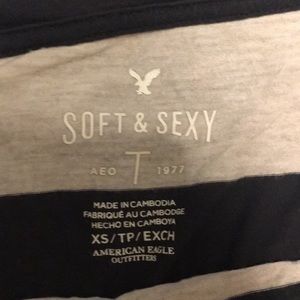 SOFT & SEXY
AEO T 1977
MADE IN CAMBODIA
FABRIQUÉ AU CAMBODGE
HECHO EN CAMBOYA
XS/TP/EXCH
AMERICAN EAGLE
OUTFITTERS